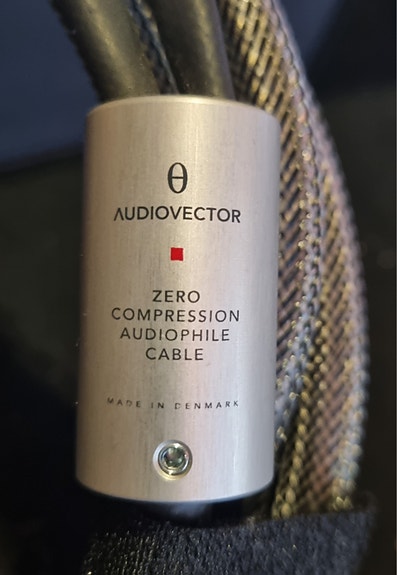 θ
AUDIOVECTOR
ZERO
COMPRESSION
AUDIOPHILE
CABLE
MADE IN DENMARK